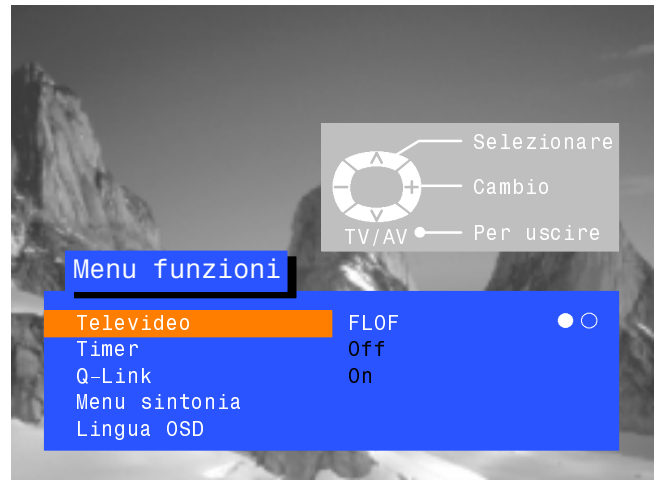 Selezionare
Cambio
TV/AV Per uscire
Menu funzioni
Televideo FLOF
Timer Off
Q-Link On
Menu sintonia
Lingua OSD